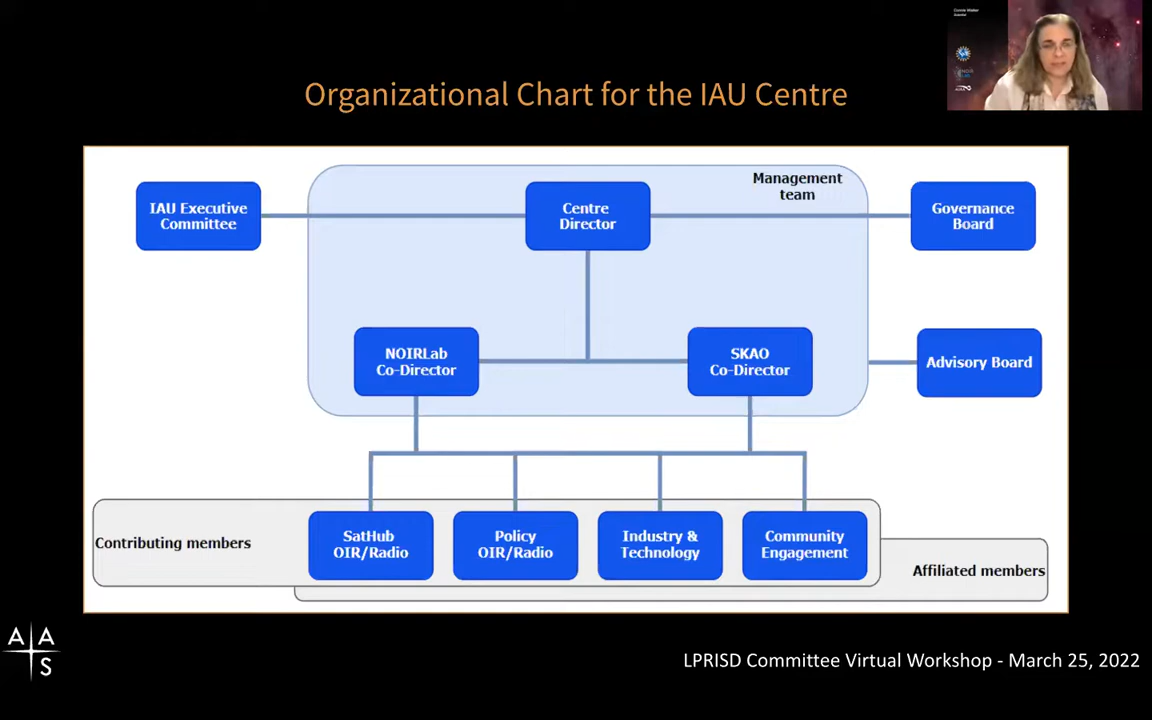 Connie Walker
Organizational Chart for the IAU Centre
Management
team
IAU Executive
Committee
Centre
Director
Governance
Board
NOIRLab
Co-Director
SKAO
Co-Director
Advisory Board
Contributing members
SatHub
OIR/Radio
Policy
OIR/Radio
Industry &
Technology
Community
Engagement
Affiliated members
A A
S
LPRISD Committee Virtual Workshop - March 25, 2022